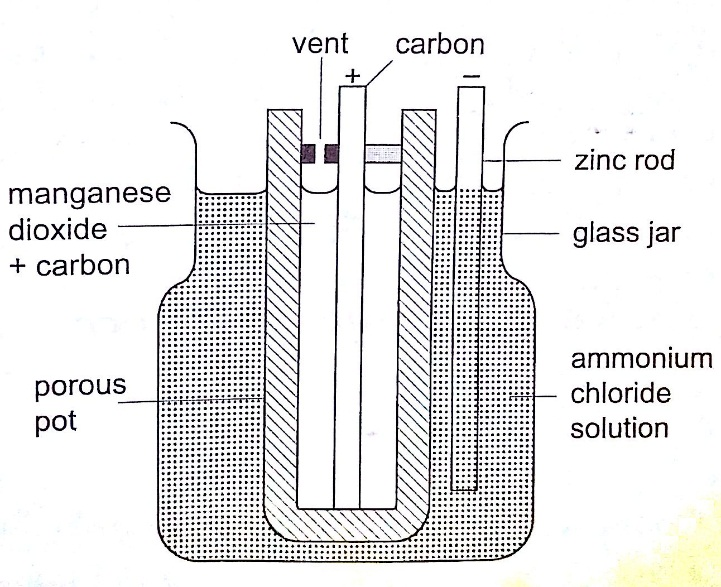 vent
carbon
+
−
zinc rod
manganese
dioxide
+ carbon
glass jar
porous
pot
ammonium
chloride
solution